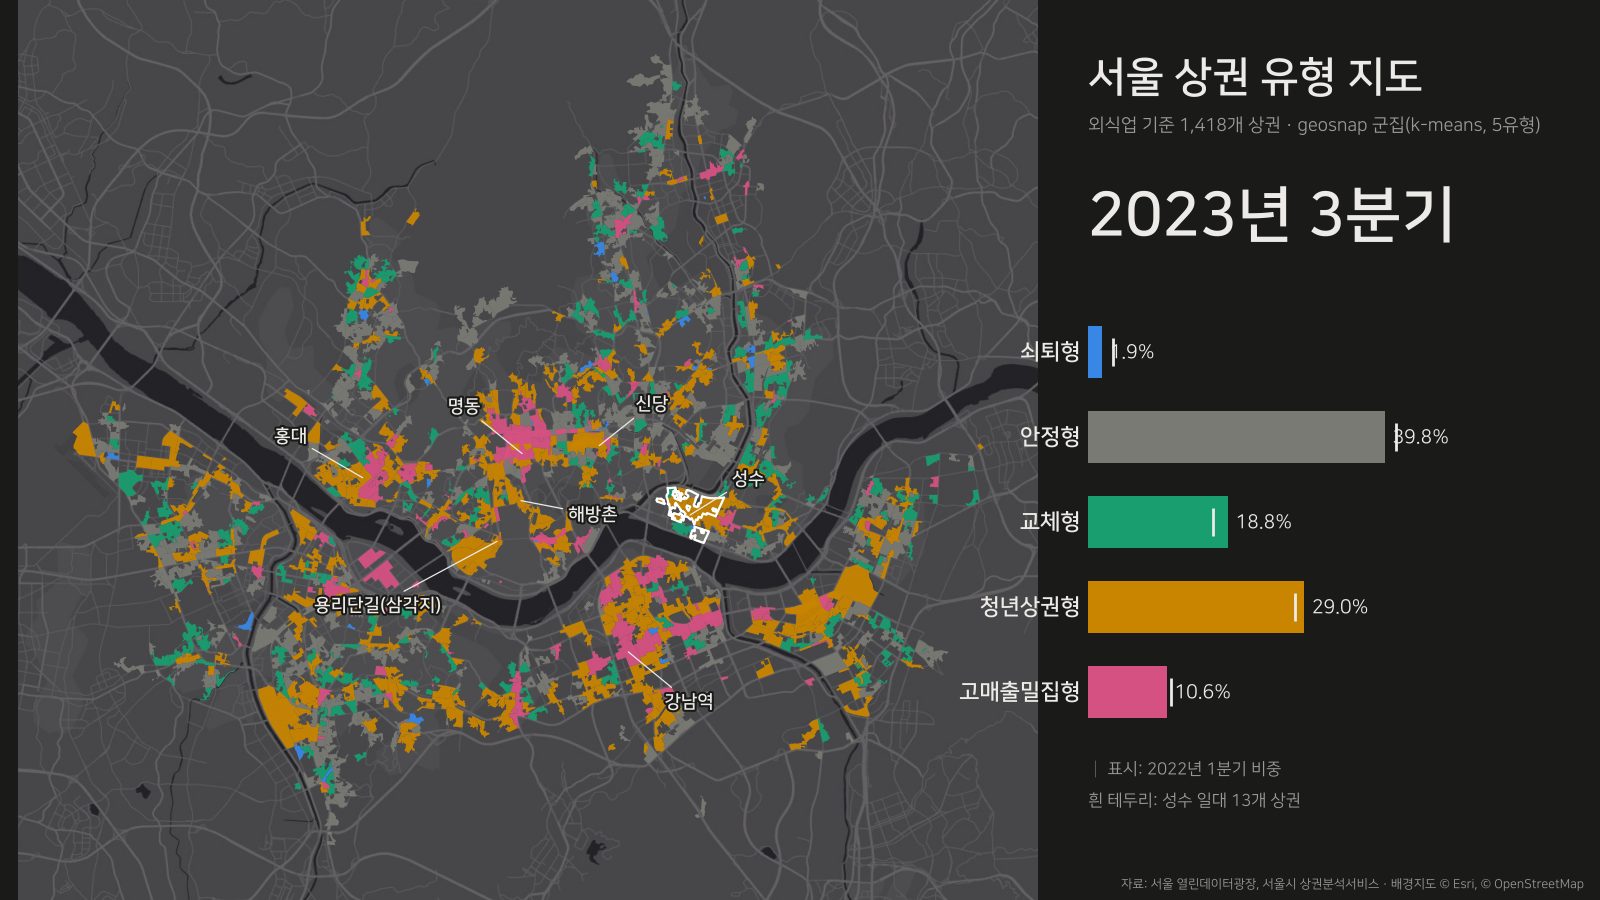 서울 상권 유형 지도
외식업 기준 1,418개 상권 · geosnap 군집(k-means, 5유형)
2023년 3분기
쇠퇴형 1.9%
안정형 39.8%
교체형 18.8%
청년상권형 29.0%
고매출밀집형 10.6%
| 표시: 2022년 1분기 비중
흰 테두리: 성수 일대 13개 상권
자료: 서울 열린데이터광장, 서울시 상권분석서비스 · 배경지도 © Esri, © OpenStreetMap
명동
신당
홍대
성수
해방촌
용리단길(삼각지)
강남역